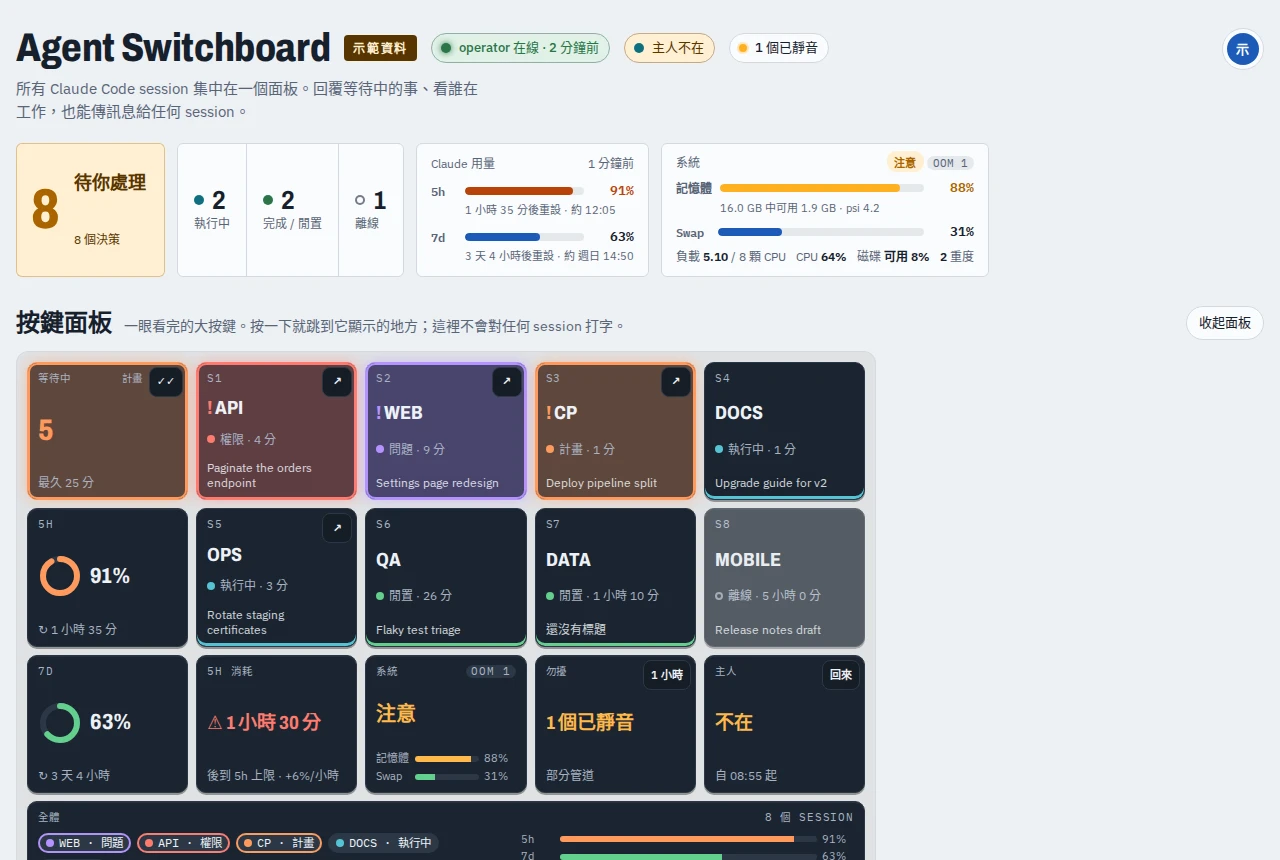 Agent Switchboard 示範資料 operator 在線 · 2 分鐘前 主人不在 1 個已靜音 示
所有 Claude Code session 集中在一個面板。回覆等待中的事、看誰在
工作，也能傳訊息給任何 session。
8 待你處理
8 個決策
2 執行中
2 完成 / 閒置
1 離線
Claude 用量 1 分鐘前
5h 91%
1 小時 35 分後重設 · 約 12:05
7d 63%
3 天 4 小時後重設 · 約 週日 14:50
系統 注意 OOM 1
記憶體 88%
16.0 GB 中可用 1.9 GB · psi 4.2
Swap 31%
負載 5.10 / 8 顆 CPU CPU 64% 磁碟 可用 8% 2 重度
按鍵面板 一眼看完的大按鍵。按一下就跳到它顯示的地方；這裡不會對任何 session 打字。 收起面板
等待中 計畫 ✓✓
5
最久 25 分
S1 ↗
!API
權限 · 4 分
Paginate the orders
endpoint
S2 ↗
!WEB
問題 · 9 分
Settings page redesign
S3 ↗
!CP
計畫 · 1 分
Deploy pipeline split
S4
DOCS
執行中 · 1 分
Upgrade guide for v2
5H
91%
↻ 1 小時 35 分
S5 ↗
OPS
執行中 · 3 分
Rotate staging
certificates
S6
QA
閒置 · 26 分
Flaky test triage
S7
DATA
閒置 · 1 小時 10 分
還沒有標題
S8
MOBILE
離線 · 5 小時 0 分
Release notes draft
7D
63%
↻ 3 天 4 小時
5H 消耗
⚠ 1 小時 30 分
後到 5h 上限 · +6%/小時
系統 OOM 1
注意
記憶體 88%
Swap 31%
勿擾 1 小時
1 個已靜音
部分管道
主人 回來
不在
自 08:55 起
全體 8 個 SESSION
WEB · 問題 API · 權限 CP · 計畫 DOCS · 執行中
5h 91%
7d 63%